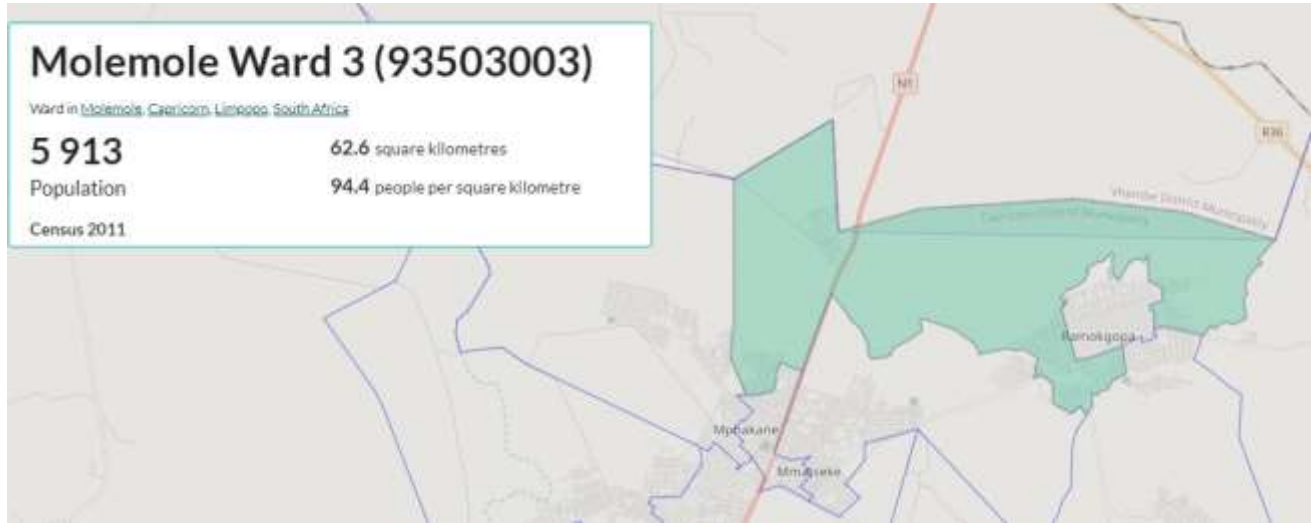 Molemole Ward 3 (93503003)
Ward in Molemole, Capricorn, Limpopo, South Africa
5 913
Population
62.6 square kilometres
94.4 people per square kilometre
Census 2011
N1
R36
Vhembe District Municipality
Capricorn District Municipality
Ramokgopa
Mphakane